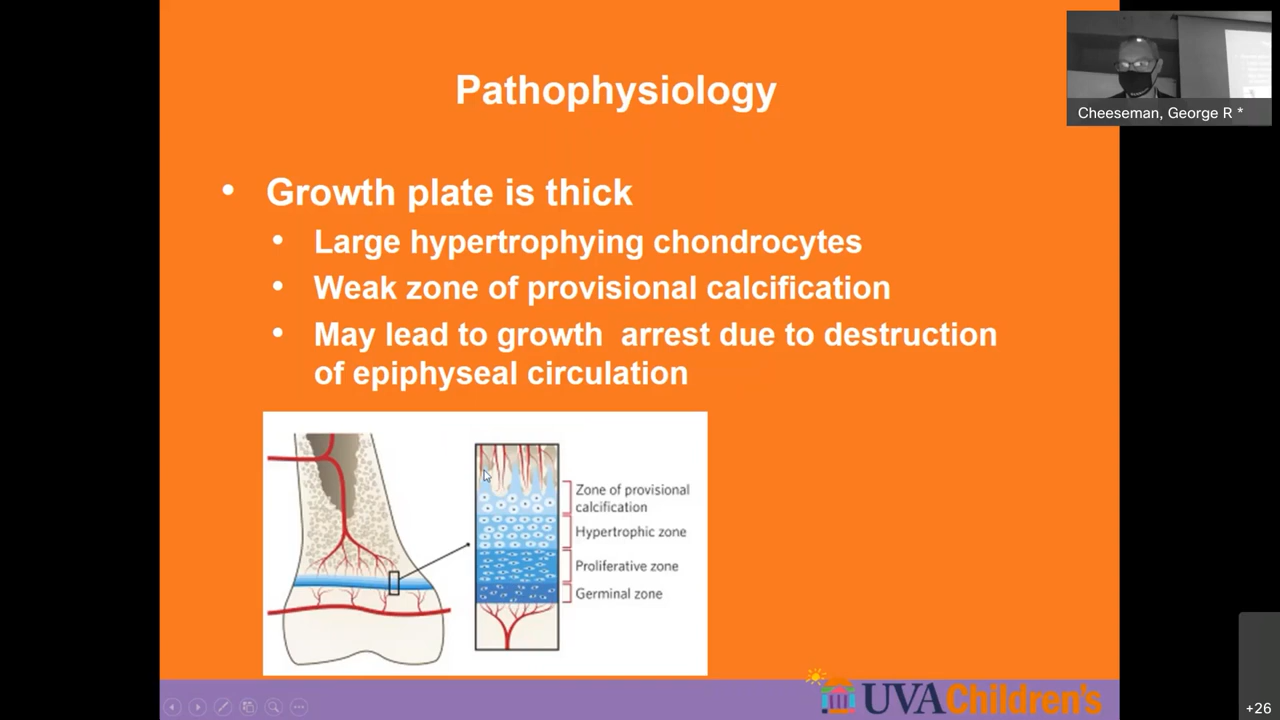 Pathophysiology
Cheeseman, George R *
• Growth plate is thick
• Large hypertrophying chondrocytes
• Weak zone of provisional calcification
• May lead to growth  arrest due to destruction
of epiphyseal circulation
Zone of provisional
calcification
Hypertrophic zone
Proliferative zone
Germinal zone
UVA Children's
+26